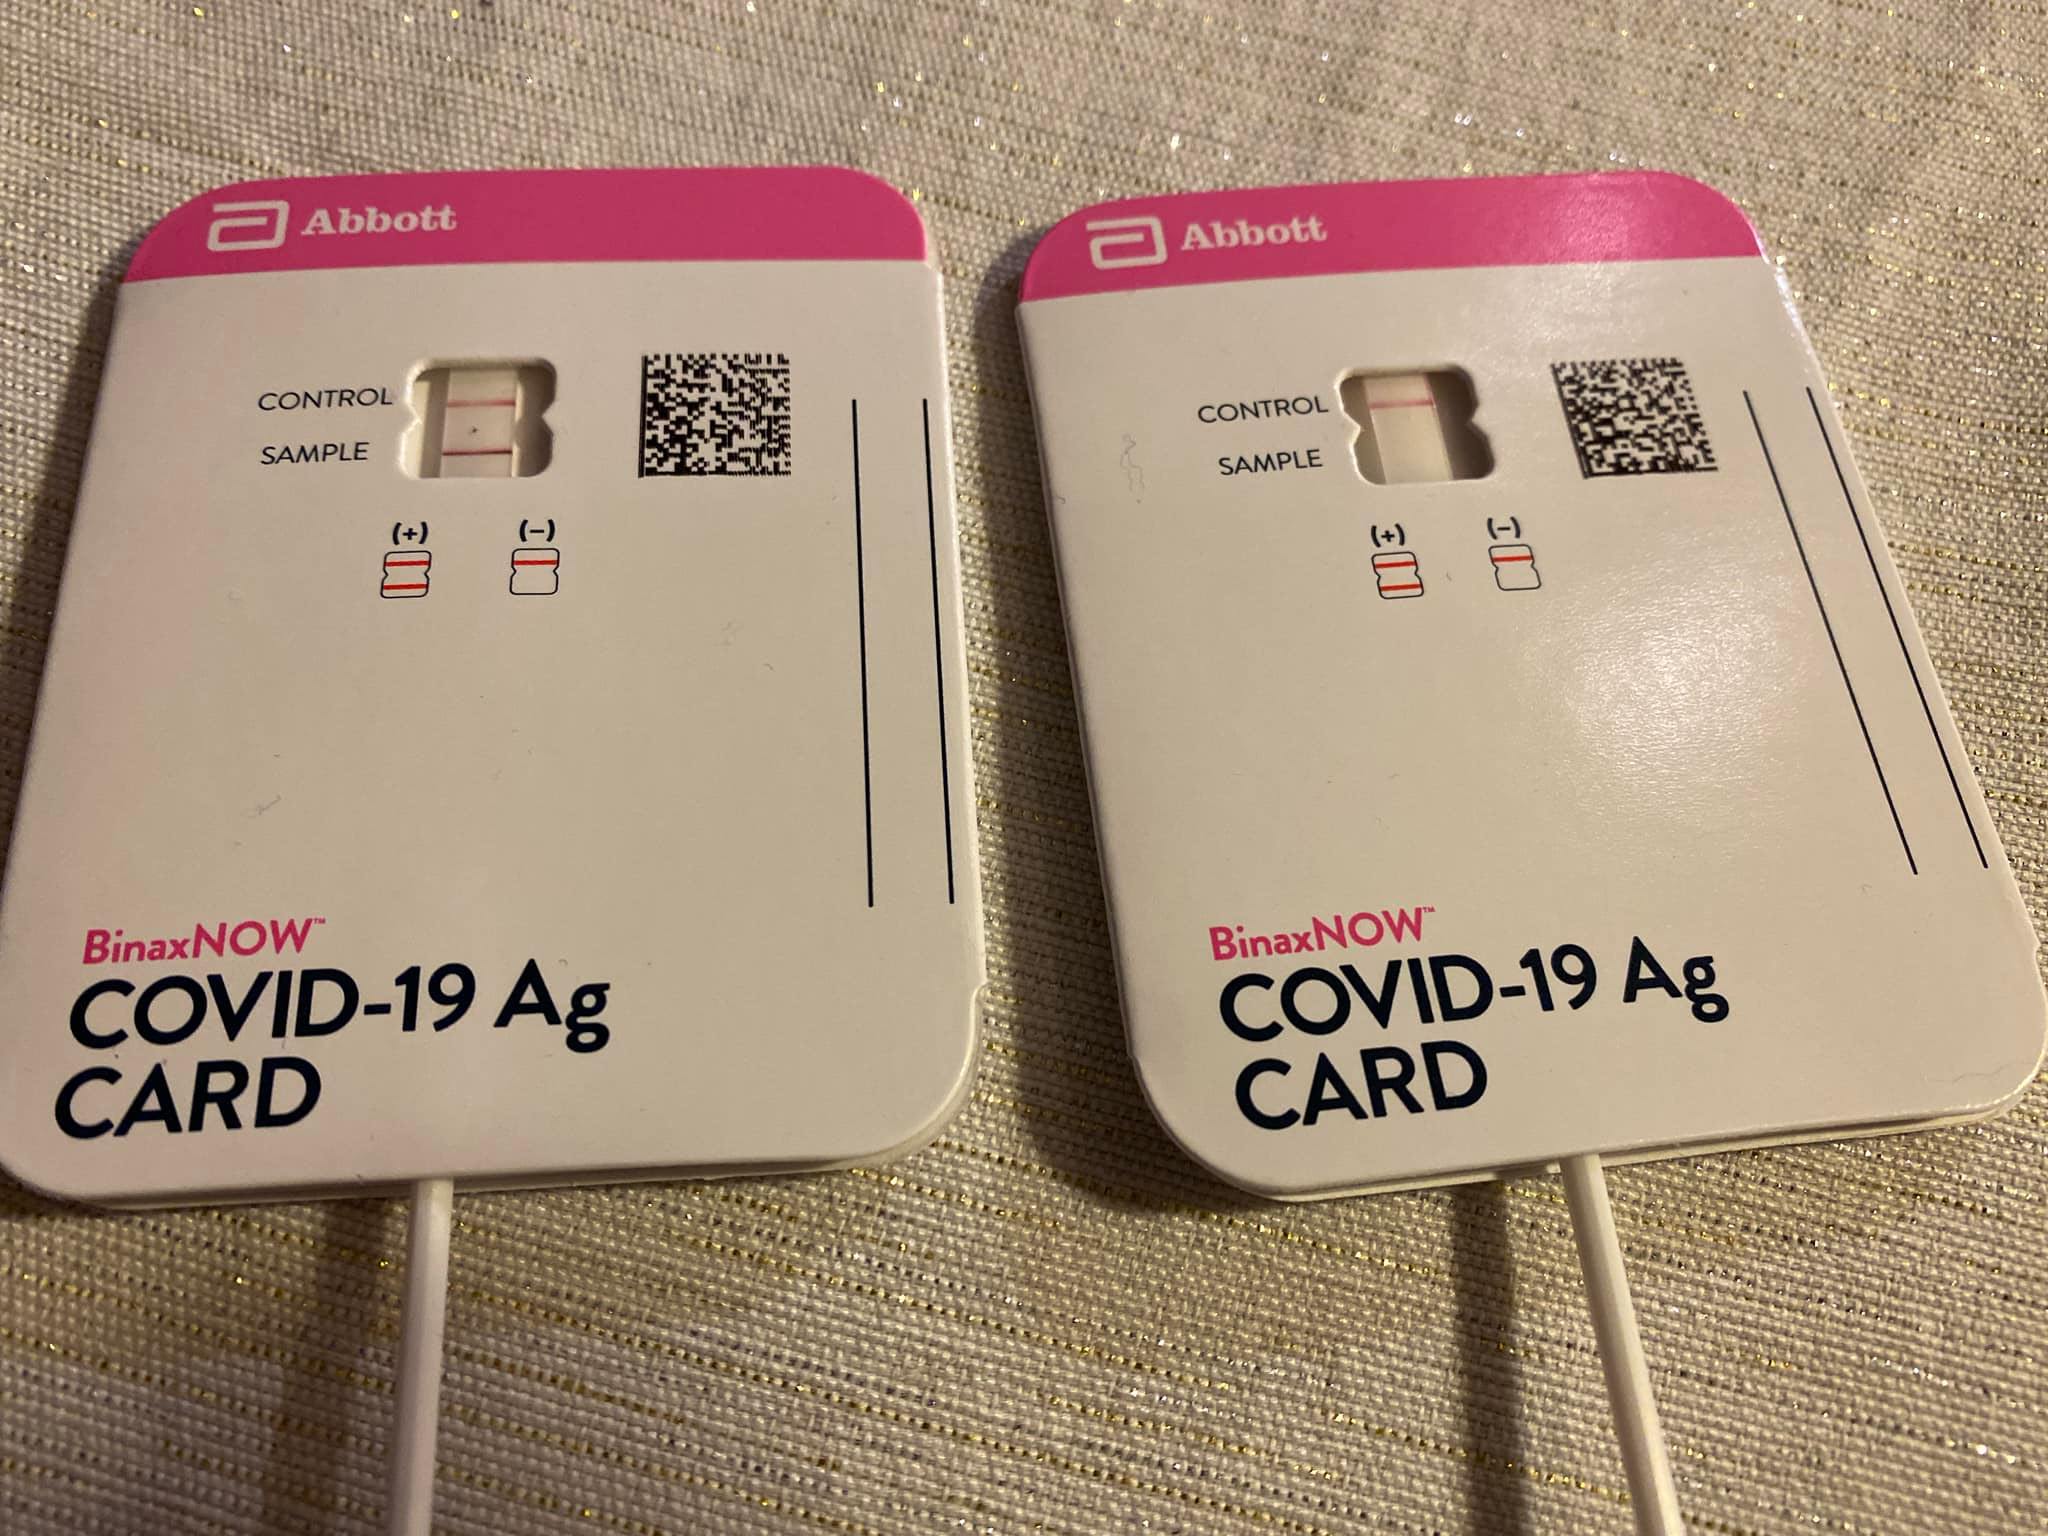 Abbott
CONTROL
SAMPLE
(+) (-)
BinaxNOW™
COVID-19 Ag
CARD
Abbott
CONTROL
SAMPLE
(+) (-)
BinaxNOW™
COVID-19 Ag
CARD